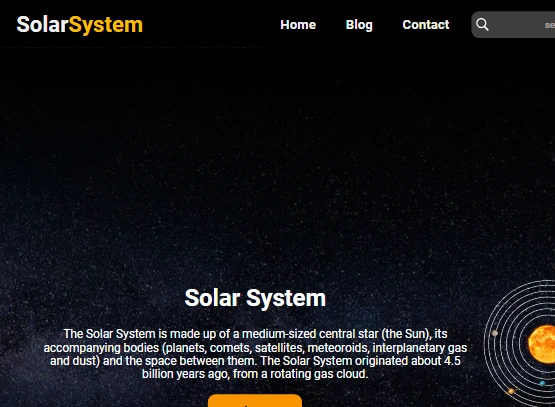 SolarSystem
Home Blog Contact se
Solar System
The Solar System is made up of a medium-sized central star (the Sun), its
accompanying bodies (planets, comets, satellites, meteoroids, interplanetary gas
and dust) and the space between them. The Solar System originated about 4.5
billion years ago, from a rotating gas cloud.